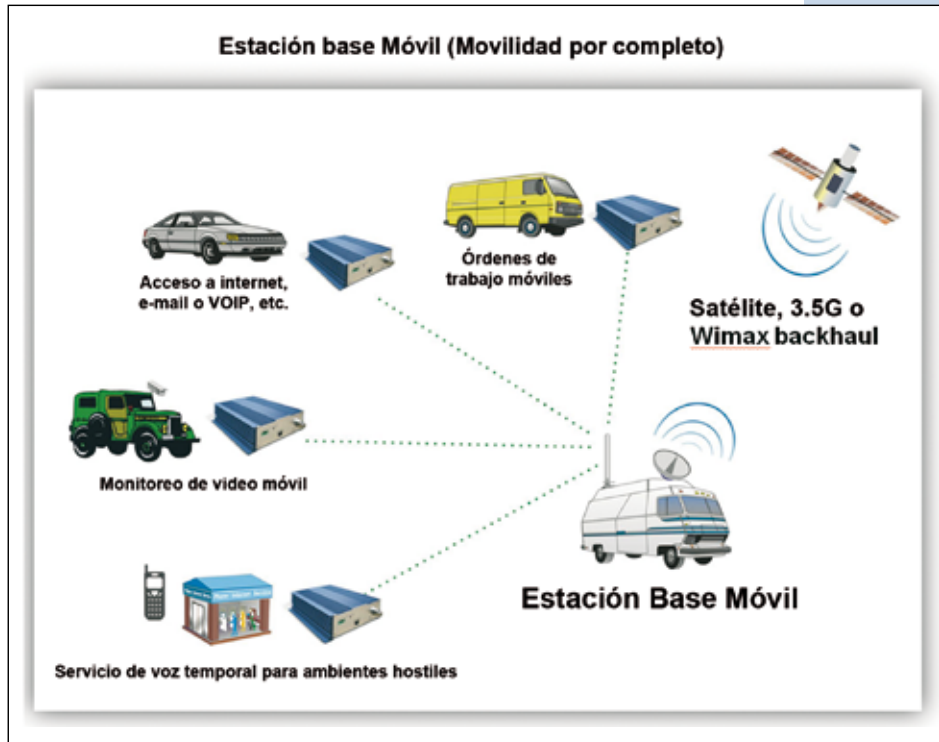 Estación base Móvil (Movilidad por completo)
Acceso a internet,
e-mail o VOIP, etc.
Órdenes de
trabajo móviles
Satélite, 3.5G o
Wimax backhaul
Monitoreo de video móvil
Estación Base Móvil
Servicio de voz temporal para ambientes hostiles